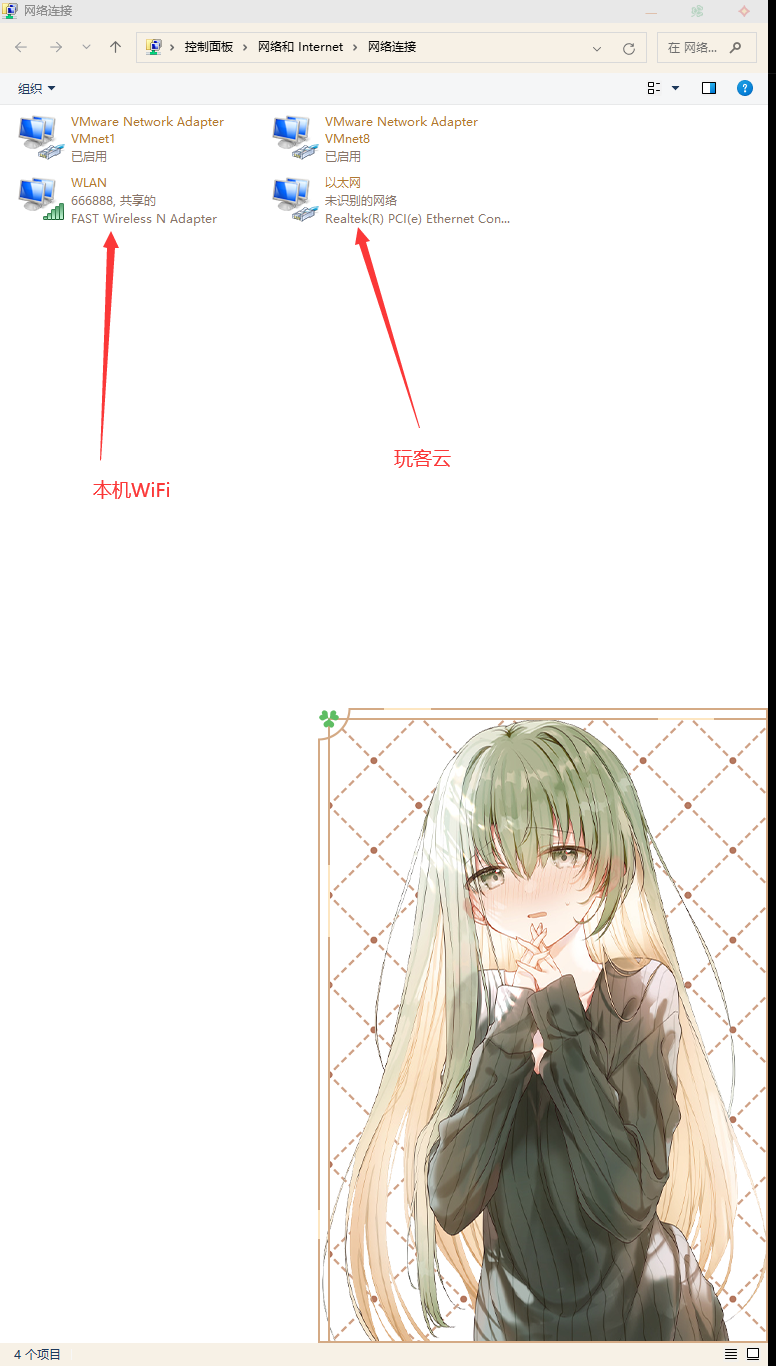 网络连接
控制面板 网络和 Internet 网络连接
在 网络...
组织
VMware Network Adapter
VMnet1
已启用
VMware Network Adapter
VMnet8
已启用
WLAN
666888, 共享的
FAST Wireless N Adapter
以太网
未识别的网络
Realtek(R) PCI(e) Ethernet Con...
玩客云
本机WiFi
4 个项目